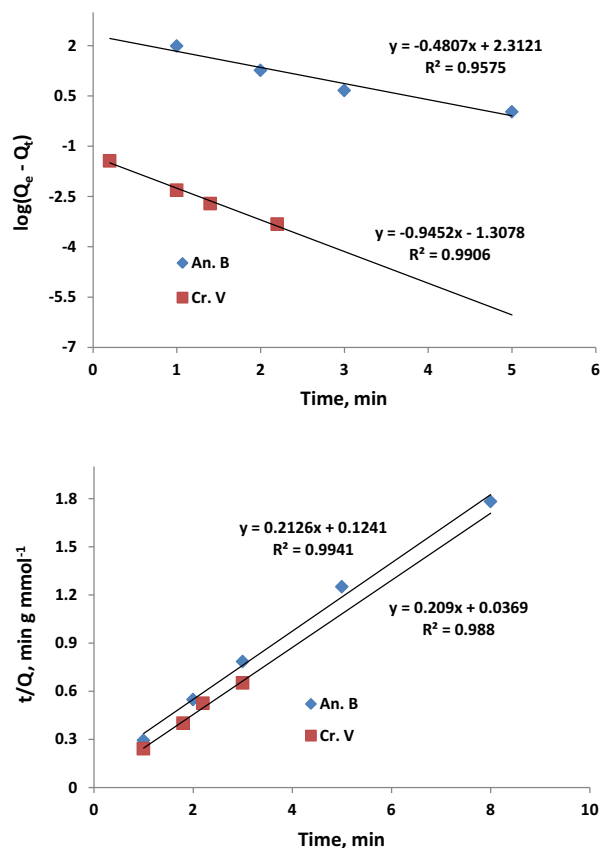 2
0.5
-1
-2.5
-4
-5.5
-7
log(Qₑ - Qₜ)
y = -0.4807x + 2.3121
R² = 0.9575
y = -0.9452x - 1.3078
R² = 0.9906
An. B
Cr. V
0 1 2 3 4 5 6
Time, min
1.8
1.5
1.2
0.9
0.6
0.3
0
t/Q, min g mmol⁻¹
y = 0.2126x + 0.1241
R² = 0.9941
y = 0.209x + 0.0369
R² = 0.988
An. B
Cr. V
0 2 4 6 8 10
Time, min